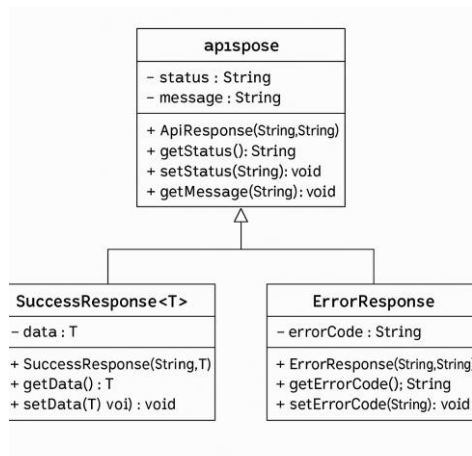 apıspose
- status : String
- message : String
+ ApiResponse(String,String)
+ getStatus(): String
+ setStatus(String): void
+ getMessage(String): void
SuccessResponse<T>
- data : T
+ SuccessResponse(String,T)
+ getData() : T
+ setData(T) voi) : void
ErrorResponse
- errorCode : String
+ ErrorResponse(String,String)
+ getErrorCode(); String
+ setErrorCode(String): void